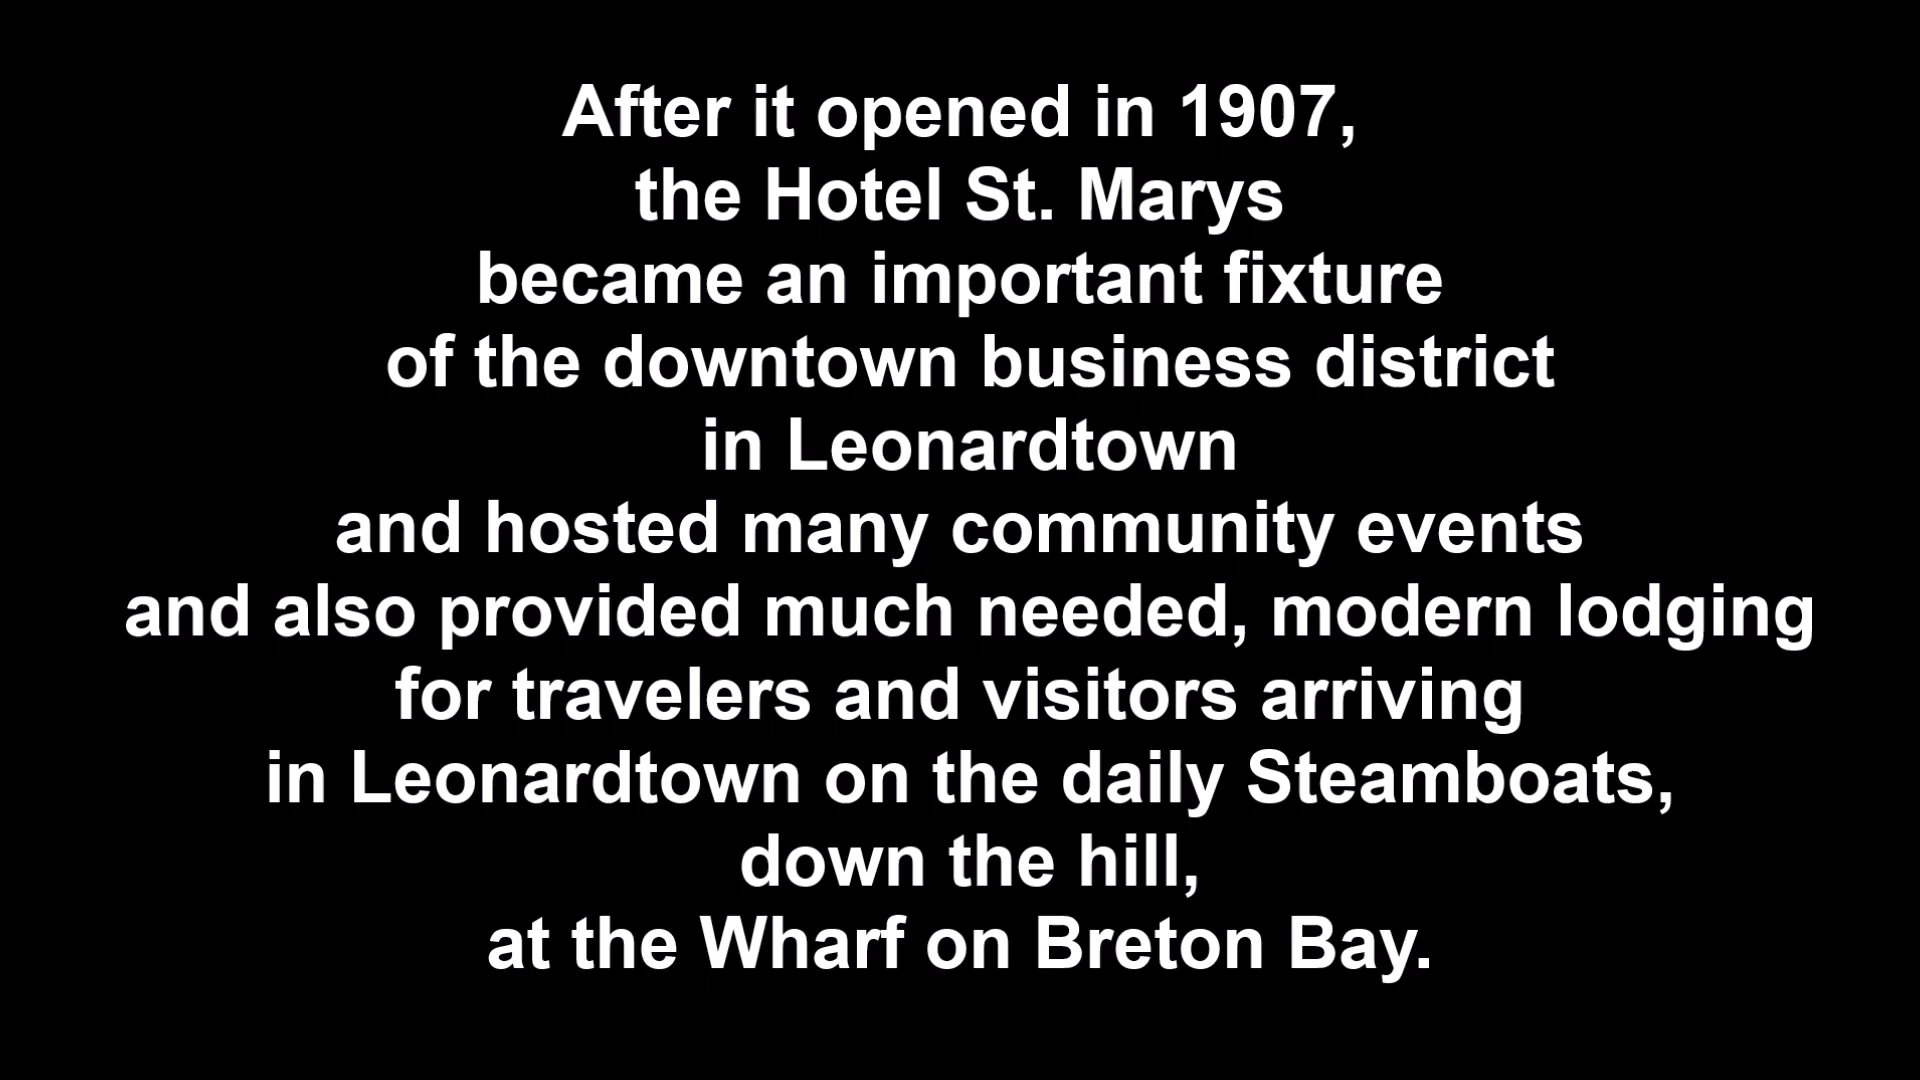 After it opened in 1907,
the Hotel St. Marys
became an important fixture
of the downtown business district
in Leonardtown
and hosted many community events
and also provided much needed, modern lodging
for travelers and visitors arriving
in Leonardtown on the daily Steamboats,
down the hill,
at the Wharf on Breton Bay.